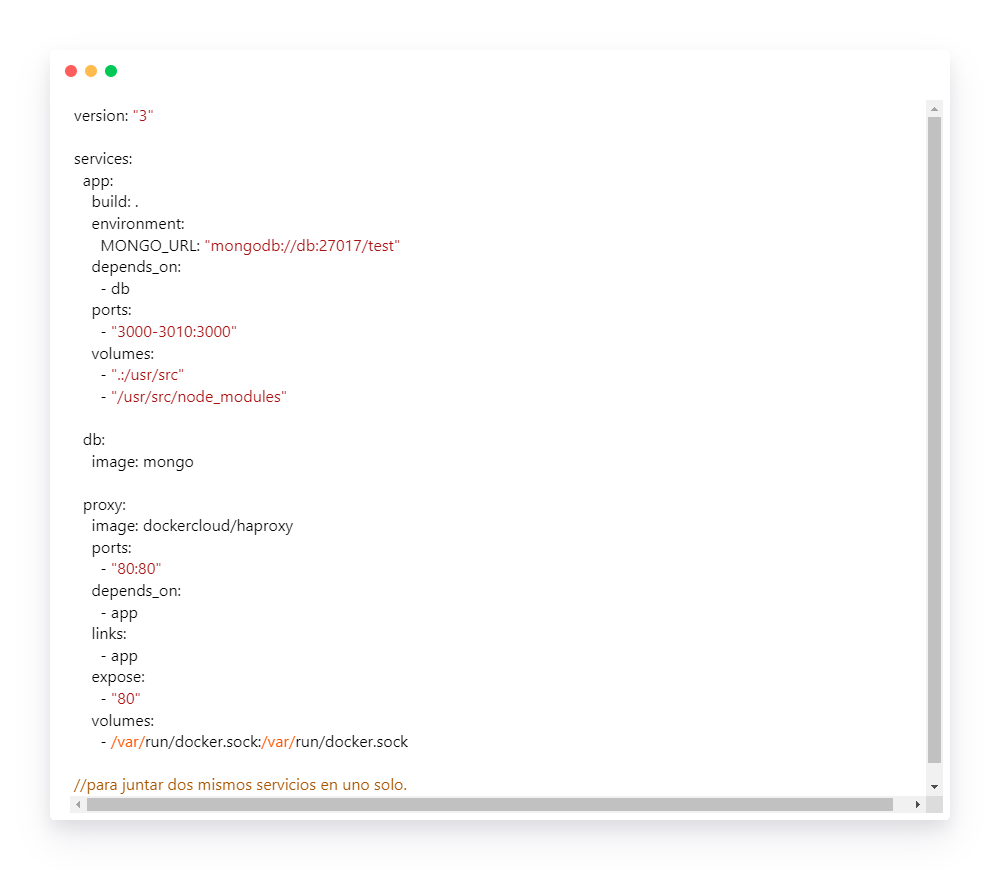 version: "3"

services:
  app:
    build: .
    environment:
      MONGO_URL: "mongodb://db:27017/test"
    depends_on:
      - db
    ports:
      - "3000-3010:3000"
    volumes:
      - ".:/usr/src"
      - "/usr/src/node_modules"

  db:
    image: mongo

  proxy:
    image: dockercloud/haproxy
    ports:
      - "80:80"
    depends_on:
      - app
    links:
      - app
    expose:
      - "80"
    volumes:
      - /var/run/docker.sock:/var/run/docker.sock

//para juntar dos mismos servicios en uno solo.